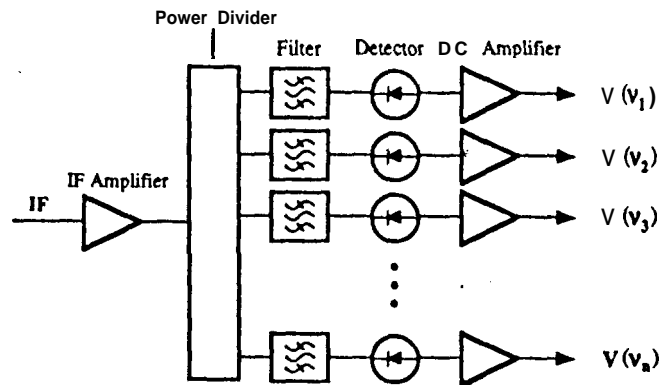 Power Divider
Filter Detector DC Amplifier
V(ν₁)
V(ν₂)
IF Amplifier
IF
V(ν₃)
V(νₙ)